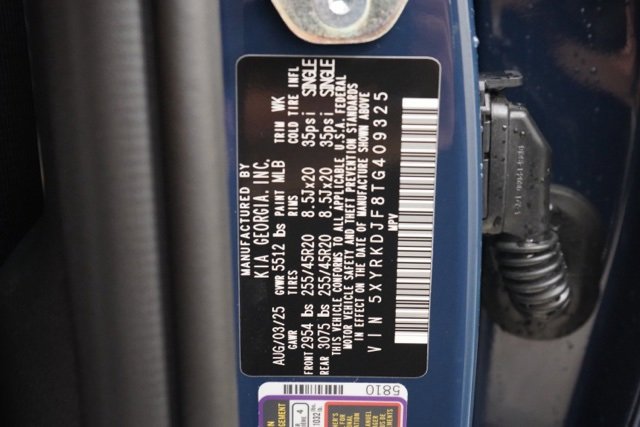 MANUFACTURED BY
KIA GEORGIA, INC.
AUG/03/25 GVWR 5512 lbs PAINT MLB TRIM WK
GAWR TIRES RIMS COLD TIRE INFL
FRONT 2954 lbs 255/45R20 8.5Jx20 35psi SINGLE
REAR 3075 lbs 255/45R20 8.5Jx20 35psi SINGLE
THIS VEHICLE CONFORMS TO ALL APPLICABLE U.S.A. FEDERAL
MOTOR VEHICLE SAFETY AND THEFT PREVENTION STANDARDS
IN EFFECT ON THE DATE OF MANUFACTURE SHOWN ABOVE
VIN 5XYRKDJF8TG409325
MPV
5810